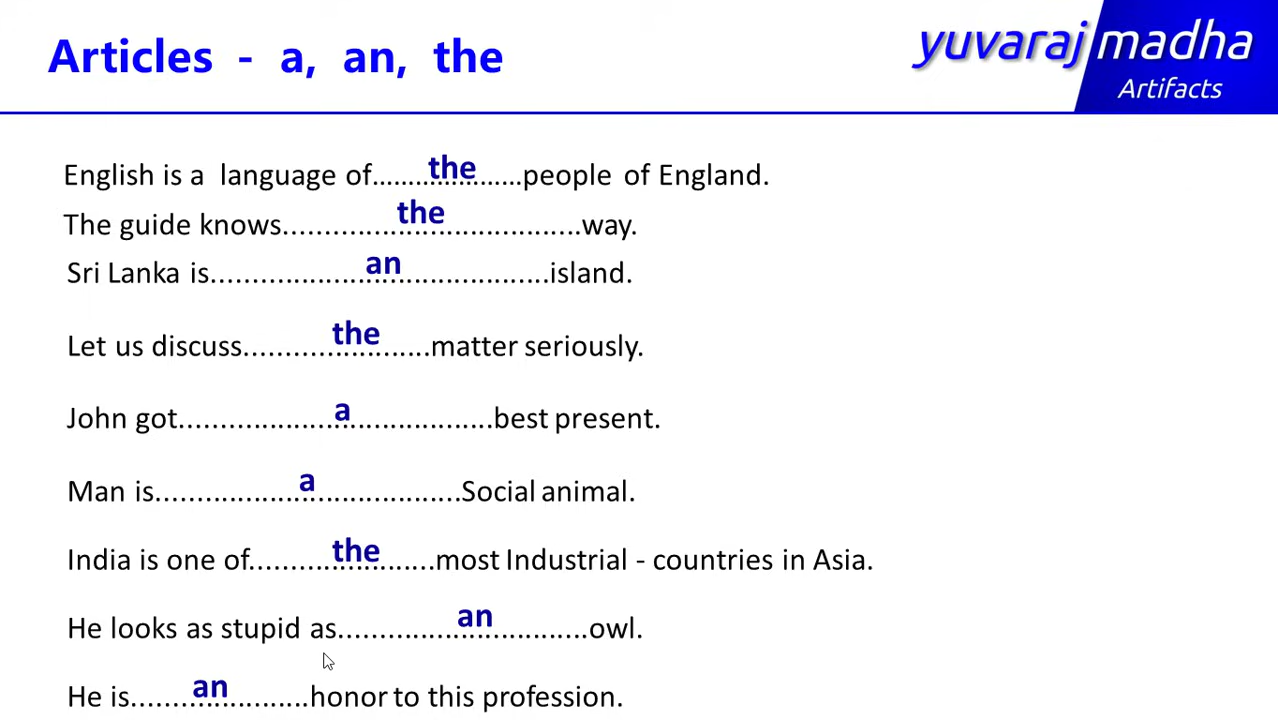 Articles - a, an, the
yuvaraj madha
Artifacts
English is a language of.....................the people of England.
The guide knows....................................the way.
Sri Lanka is.........................................an island.
Let us discuss.......................the matter seriously.
John got......................................a best present.
Man is.....................................a Social animal.
India is one of.......................the most Industrial - countries in Asia.
He looks as stupid as..............................an owl.
He is......................an honor to this profession.